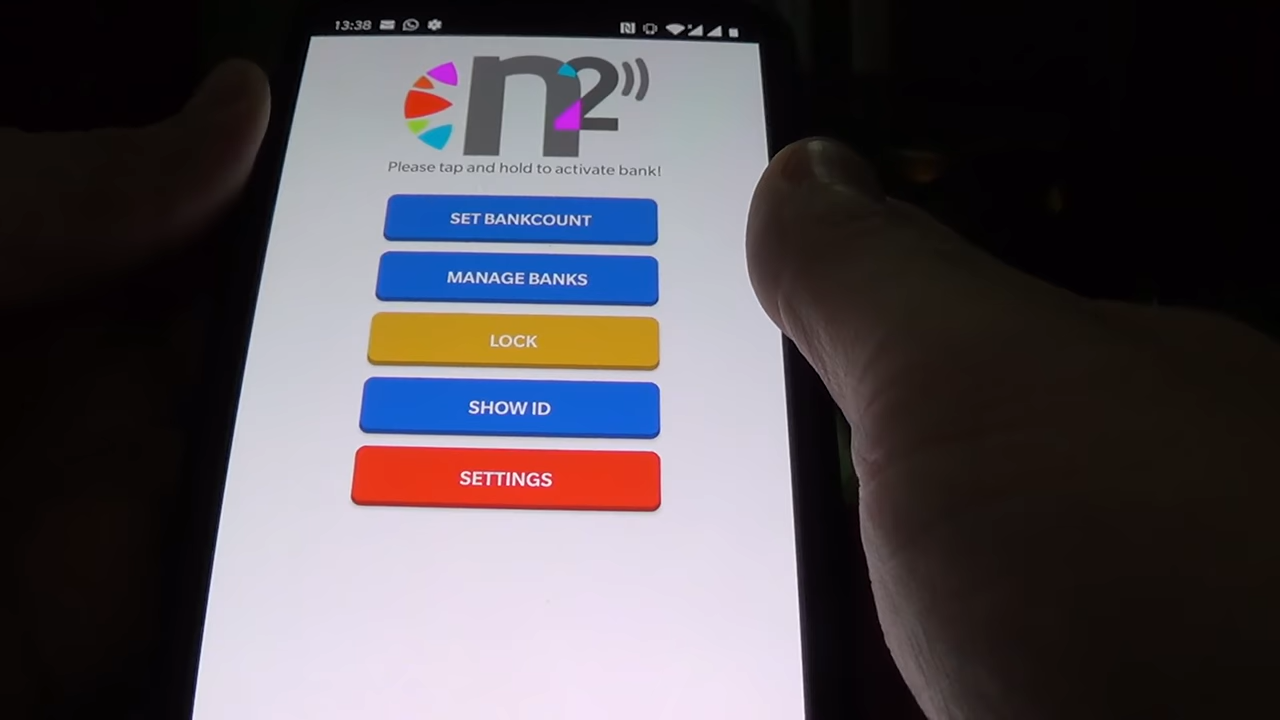 13:38
n2
Please tap and hold to activate bank!
SET BANKCOUNT
MANAGE BANKS
LOCK
SHOW ID
SETTINGS